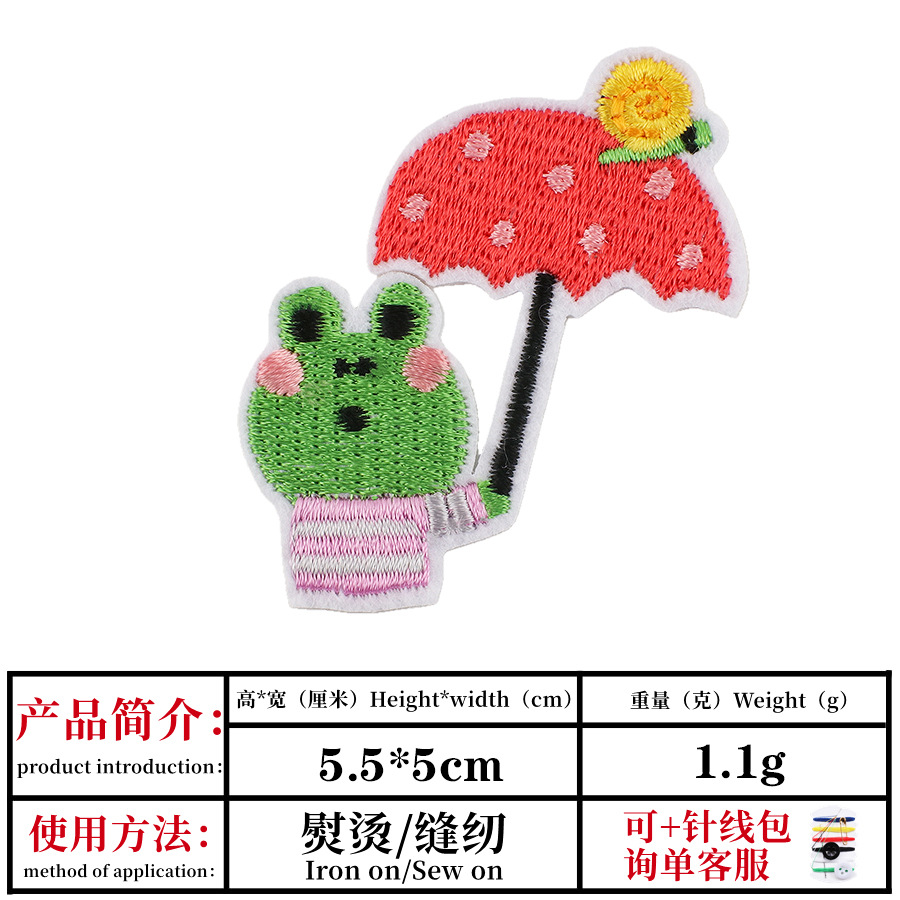 产品简介:
product introduction:
高*宽（厘米）Height*width（cm）
重量（克）Weight（g）
5.5*5cm
1.1g
使用方法:
method of application:
熨烫/缝纫
Iron on/Sew on
可+针线包
询单客服